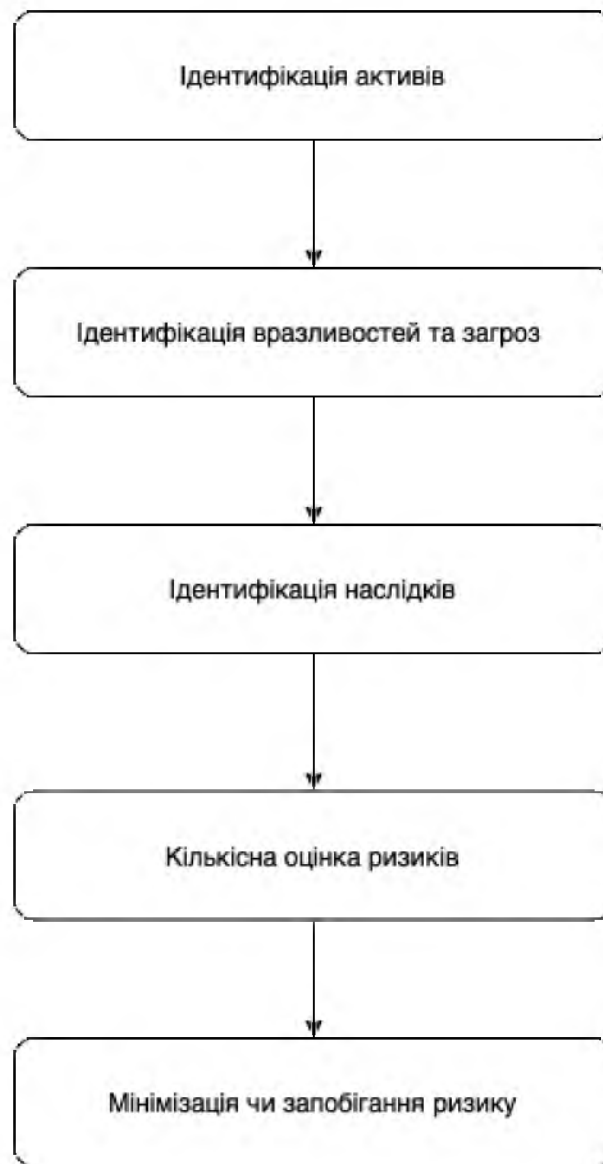 Ідентифікація активів
Ідентифікація вразливостей та загроз
Ідентифікація наслідків
Кількісна оцінка ризиків
Мінімізація чи запобігання ризику